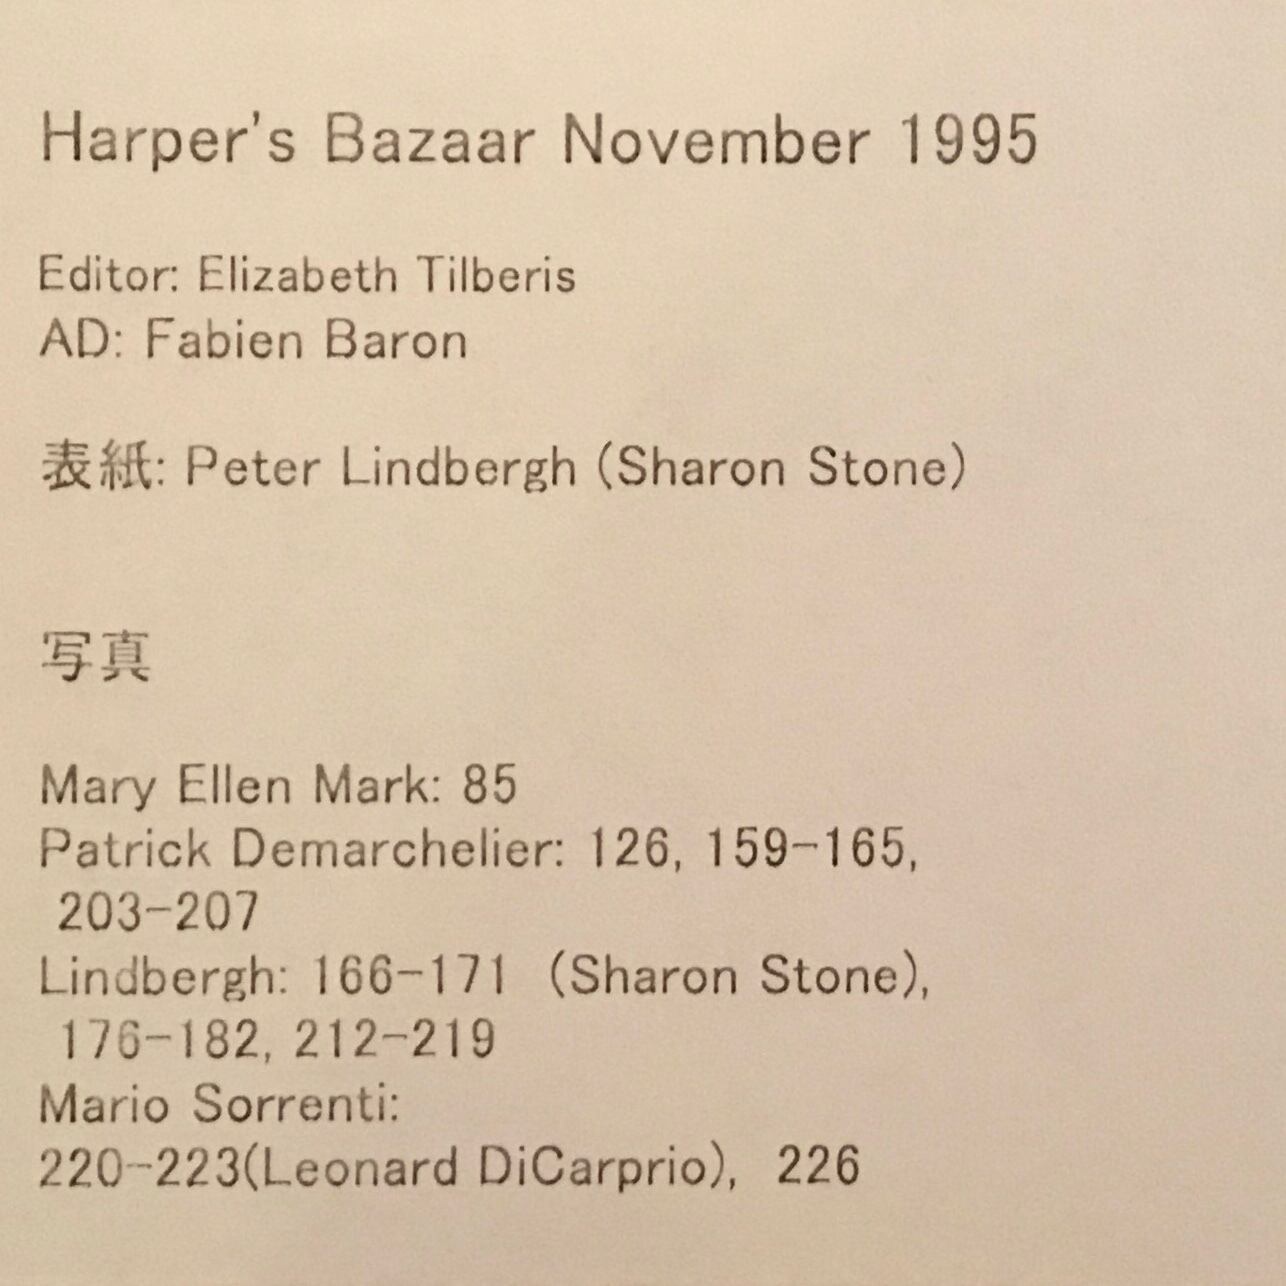 Harper's Bazaar November 1995
Editor: Elizabeth Tilberis
AD: Fabien Baron
表紙: Peter Lindbergh (Sharon Stone)
写真
Mary Ellen Mark: 85
Patrick Demarchelier: 126, 159-165,
203-207
Lindbergh: 166-171 (Sharon Stone),
176-182, 212-219
Mario Sorrenti:
220-223(Leonard DiCarprio), 226